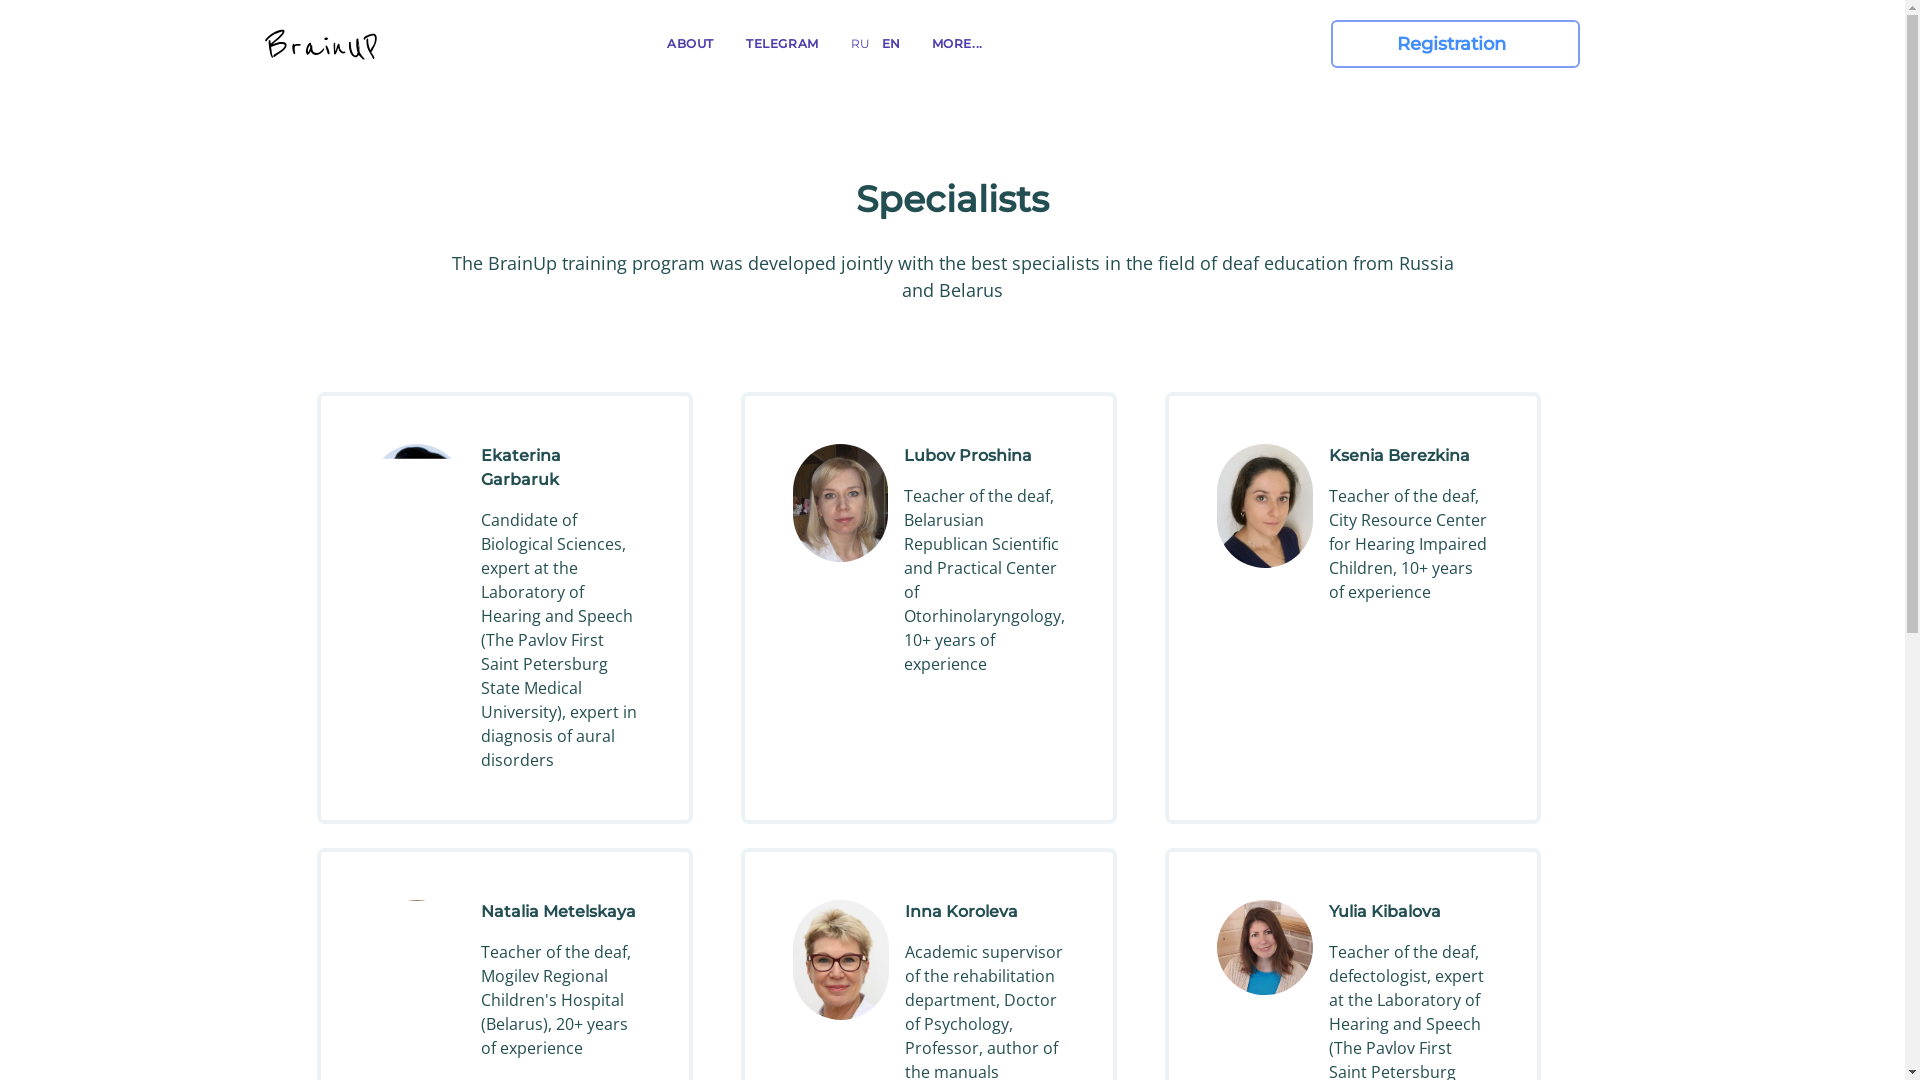 BrainUP
ABOUT
TELEGRAM
RU
EN
MORE...
Registration
Specialists
The BrainUp training program was developed jointly with the best specialists in the field of deaf education from Russia
and Belarus
Ekaterina
Garbaruk
Candidate of
Biological Sciences,
expert at the
Laboratory of
Hearing and Speech
(The Pavlov First
Saint Petersburg
State Medical
University), expert in
diagnosis of aural
disorders
Lubov Proshina
Teacher of the deaf,
Belarusian
Republican Scientific
and Practical Center
of
Otorhinolaryngology,
10+ years of
experience
Ksenia Berezkina
Teacher of the deaf,
City Resource Center
for Hearing Impaired
Children, 10+ years
of experience
Natalia Metelskaya
Teacher of the deaf,
Mogilev Regional
Children's Hospital
(Belarus), 20+ years
of experience
Inna Koroleva
Academic supervisor
of the rehabilitation
department, Doctor
of Psychology,
Professor, author of
the manuals
Yulia Kibalova
Teacher of the deaf,
defectologist, expert
at the Laboratory of
Hearing and Speech
(The Pavlov First
Saint Petersburg